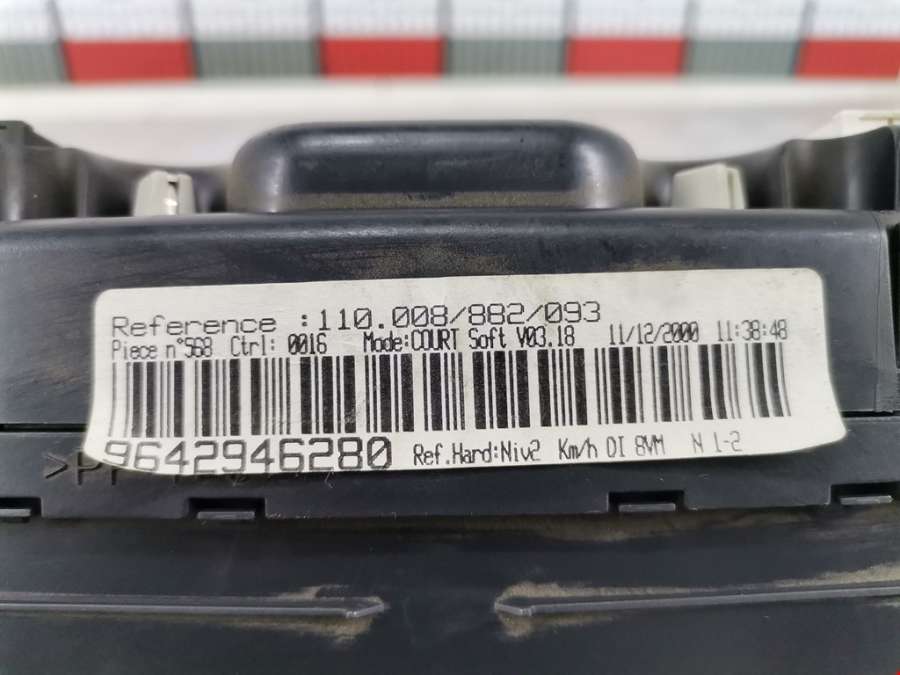 Reference :110.008/882/093
Piece n°568 Ctrl: 0016 Mode:COURT Soft V03.18 11/12/2000 11:38:48
9642946280 Ref.Hard:Niv2 Km/h DI 8VM N 1-2
>P